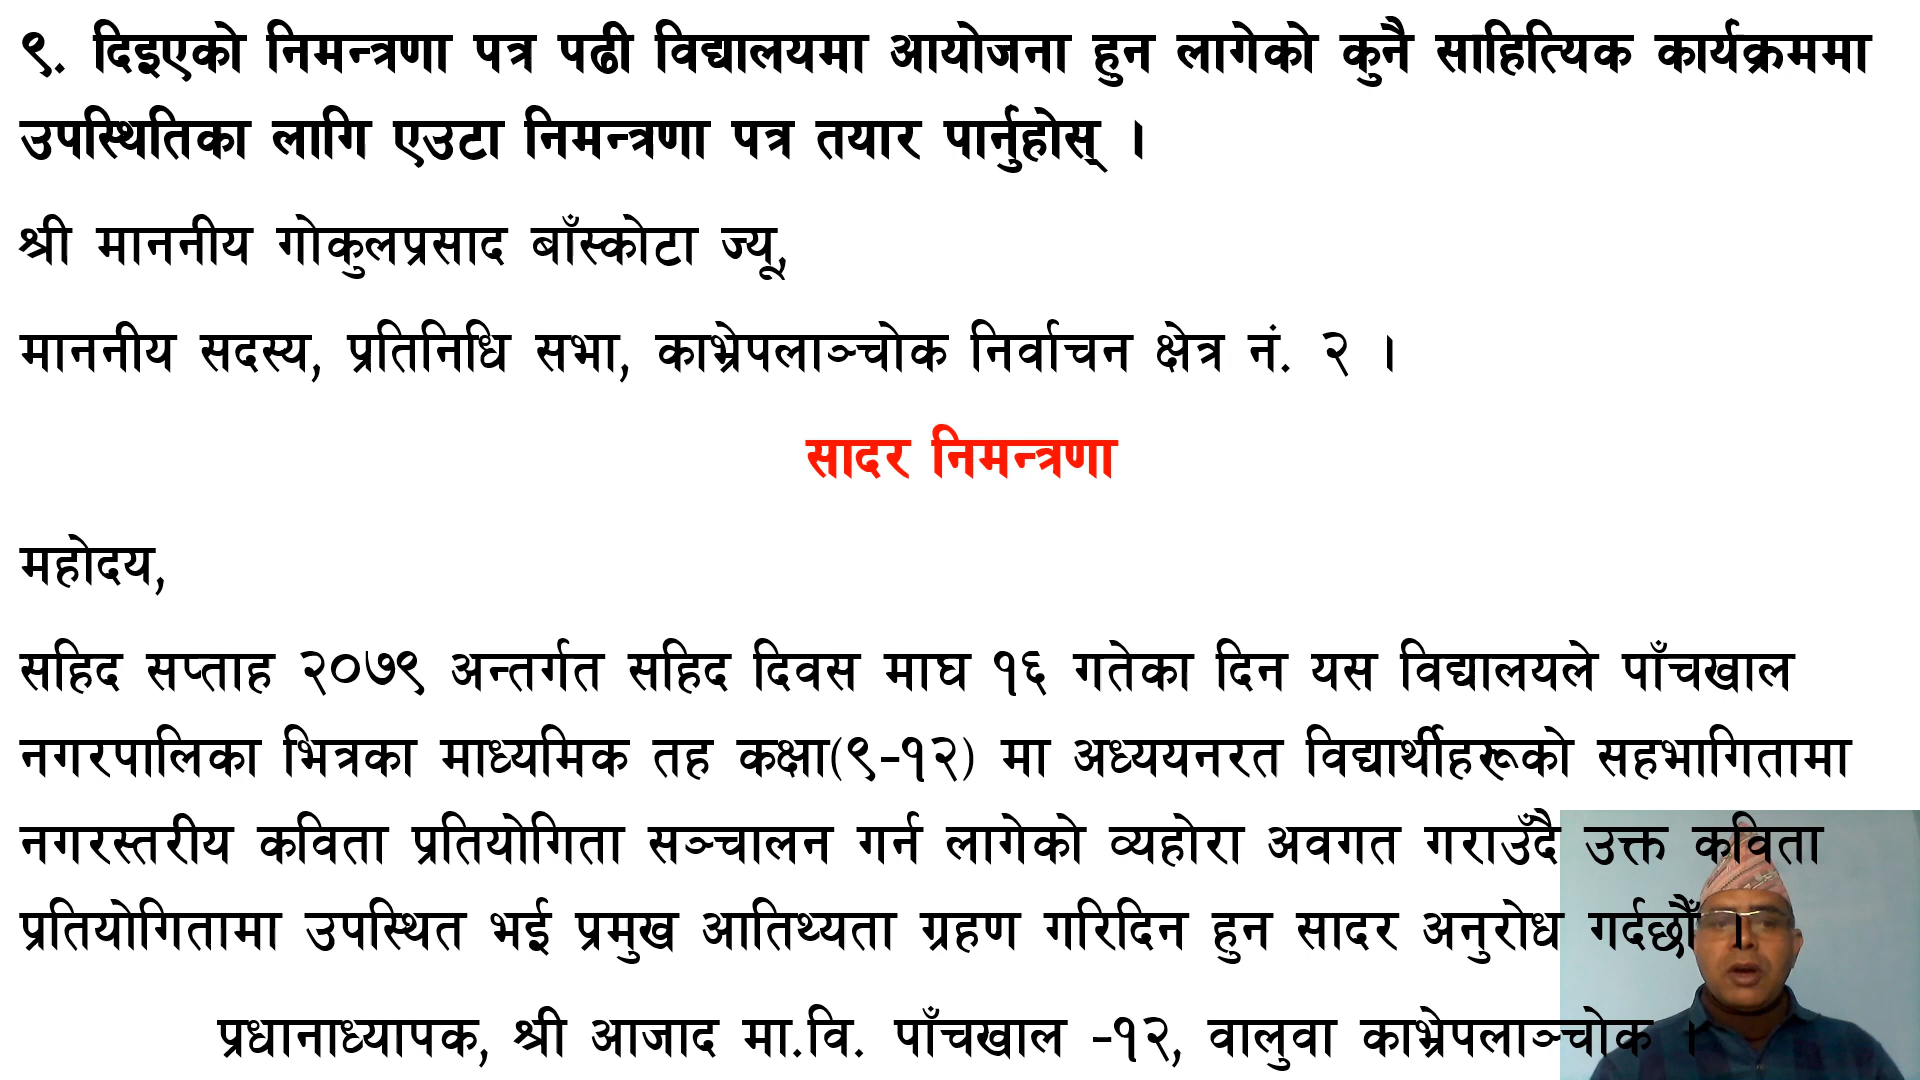 ९. दिइएको निमन्त्रणा पत्र पढी विद्यालयमा आयोजना हुन लागेको कुनै साहित्यिक कार्यक्रममा
उपस्थितिका लागि एउटा निमन्त्रणा पत्र तयार पार्नुहोस् ।
श्री माननीय गोकुलप्रसाद बाँस्कोटा ज्यू,
माननीय सदस्य, प्रतिनिधि सभा, काभ्रेपलाञ्चोक निर्वाचन क्षेत्र नं. २ ।
सादर निमन्त्रणा
महोदय,
सहिद सप्ताह २०७९ अन्तर्गत सहिद दिवस माघ १६ गतेका दिन यस विद्यालयले पाँचखाल
नगरपालिका भित्रका माध्यमिक तह कक्षा(९-१२) मा अध्ययनरत विद्यार्थीहरूको सहभागितामा
नगरस्तरीय कविता प्रतियोगिता सञ्चालन गर्न लागेको व्यहोरा अवगत गराउँदै उक्त कविता
प्रतियोगितामा उपस्थित भई प्रमुख आतिथ्यता ग्रहण गरिदिन हुन सादर अनुरोध गर्दछौँ ।
प्रधानाध्यापक, श्री आजाद मा.वि. पाँचखाल -१२, वालुवा काभ्रेपलाञ्चोक ।